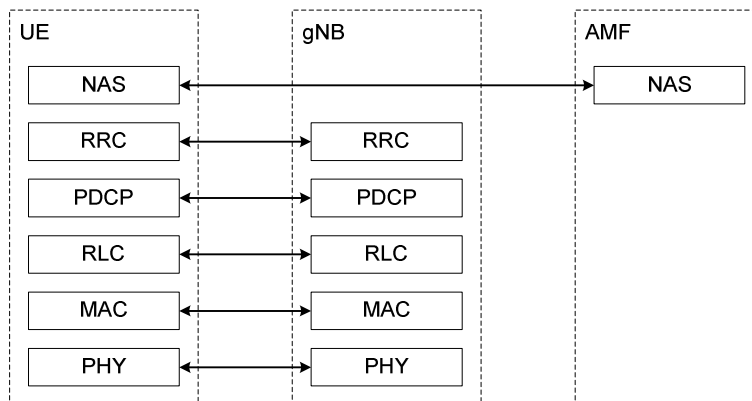 UE gNB AMF
NAS NAS
RRC RRC
PDCP PDCP
RLC RLC
MAC MAC
PHY PHY